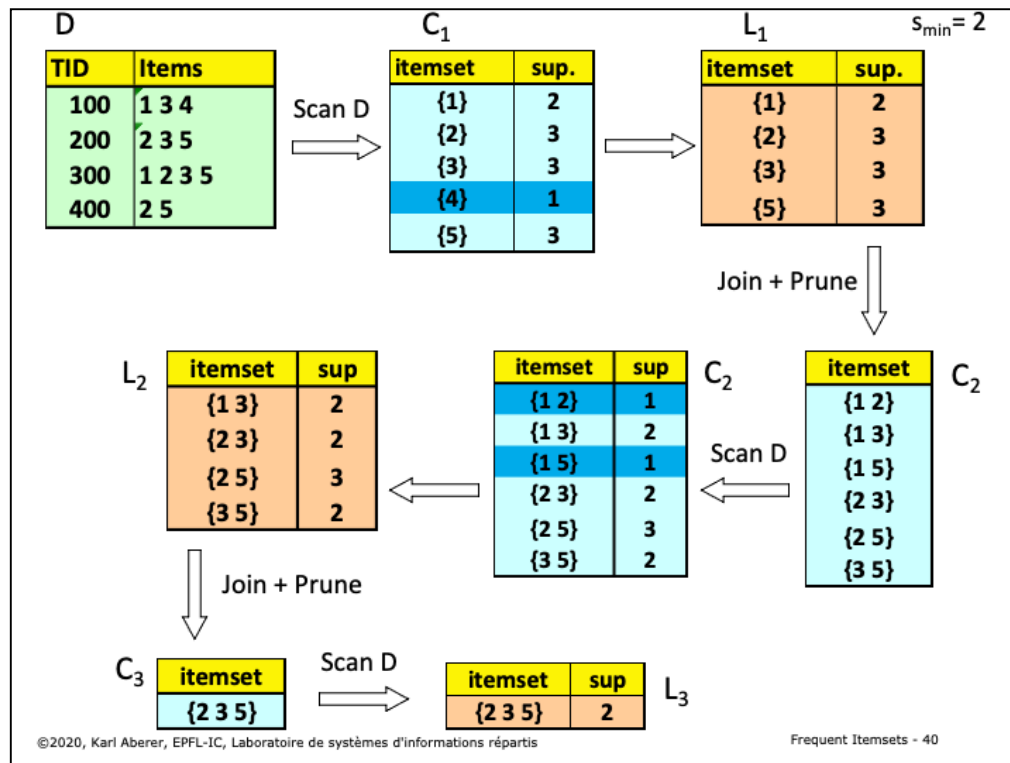 D
C1
L1
smin= 2
TID Items
100 1 3 4
200 2 3 5
300 1 2 3 5
400 2 5
Scan D
itemset sup.
{1} 2
{2} 3
{3} 3
{4} 1
{5} 3
itemset sup.
{1} 2
{2} 3
{3} 3
{5} 3
Join + Prune
L2
itemset sup
{1 3} 2
{2 3} 2
{2 5} 3
{3 5} 2
itemset sup
{1 2} 1
{1 3} 2
{1 5} 1
{2 3} 2
{2 5} 3
{3 5} 2
C2
Scan D
itemset
{1 2}
{1 3}
{1 5}
{2 3}
{2 5}
{3 5}
C2
Join + Prune
C3
itemset
{2 3 5}
Scan D
itemset sup
{2 3 5} 2
L3
©2020, Karl Aberer, EPFL-IC, Laboratoire de systèmes d'informations répartis
Frequent Itemsets - 40